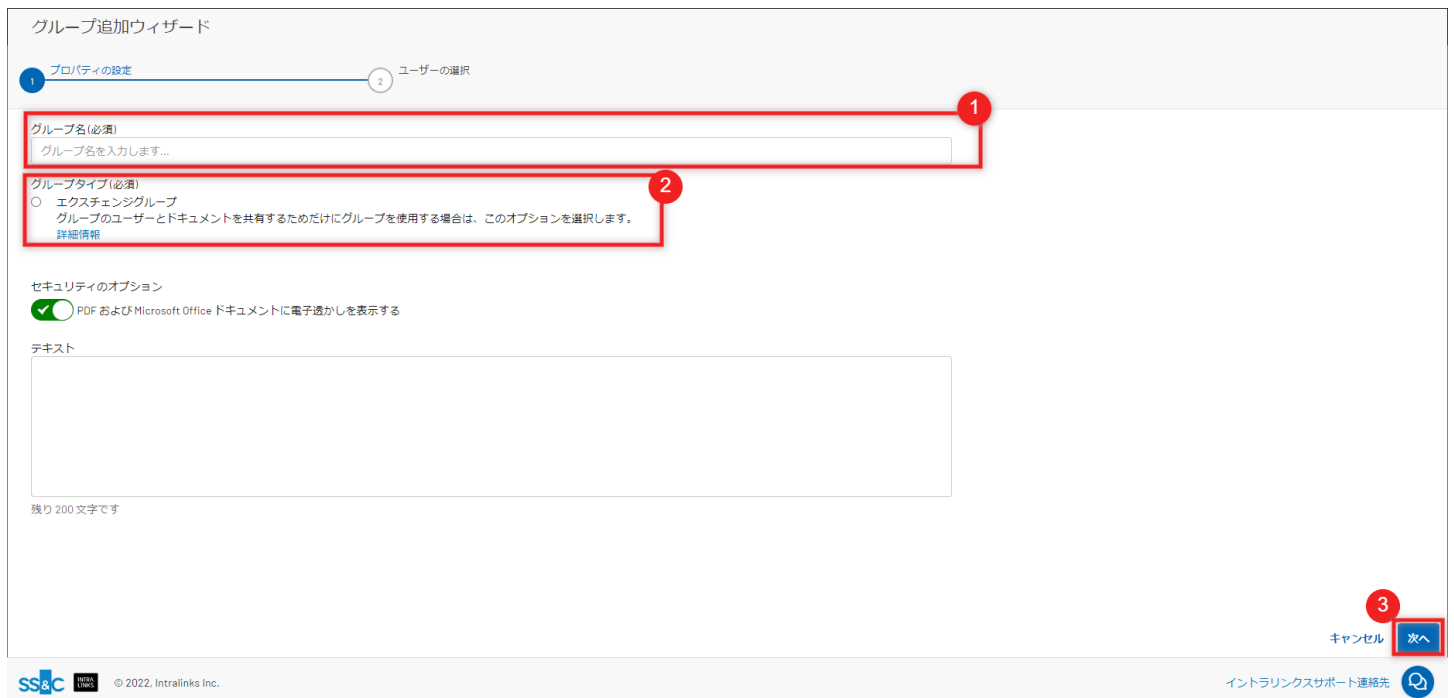 グループ追加ウィザード
1 プロパティの設定
2 ユーザーの選択
1
グループ名(必須)
グループ名を入力します...
2
グループタイプ(必須)
エクスチェンジグループ
グループのユーザーとドキュメントを共有するためだけにグループを使用する場合は、このオプションを選択します。
詳細情報
セキュリティのオプション
PDF および Microsoft Office ドキュメントに電子透かしを表示する
テキスト
残り 200 文字です
3
キャンセル 次へ
SS&C INTRALINKS © 2022, Intralinks Inc. イントラリンクスサポート連絡先